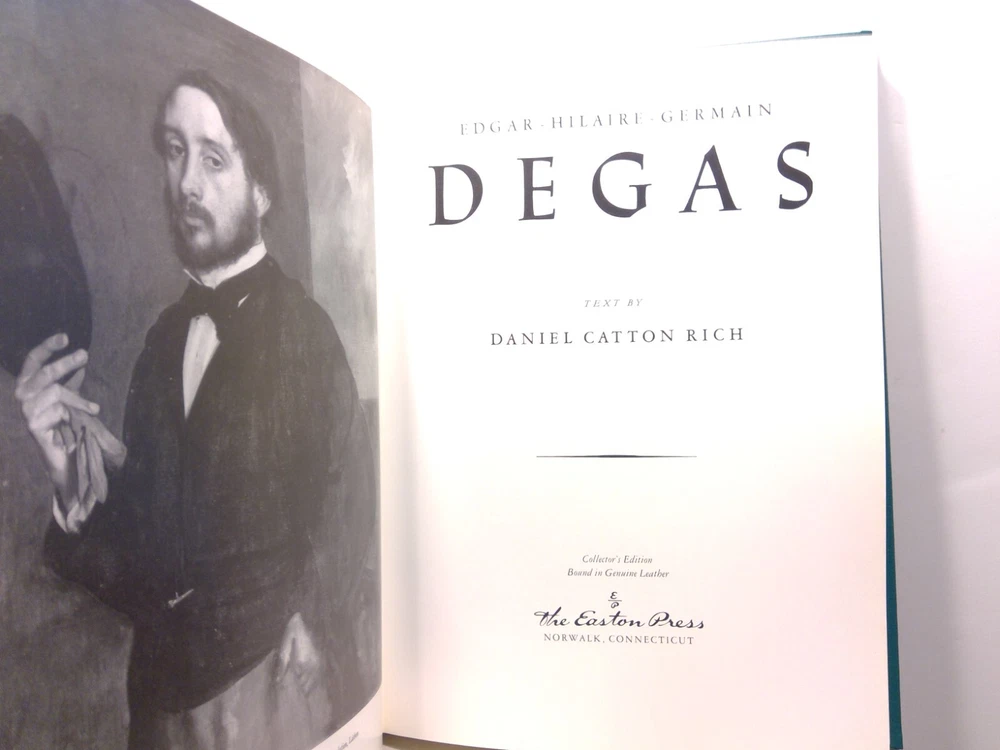 EDGAR · HILAIRE · GERMAIN
DEGAS
TEXT BY
DANIEL CATTON RICH
Collector's Edition
Bound in Genuine Leather
E
P
the Easton Press
NORWALK, CONNECTICUT